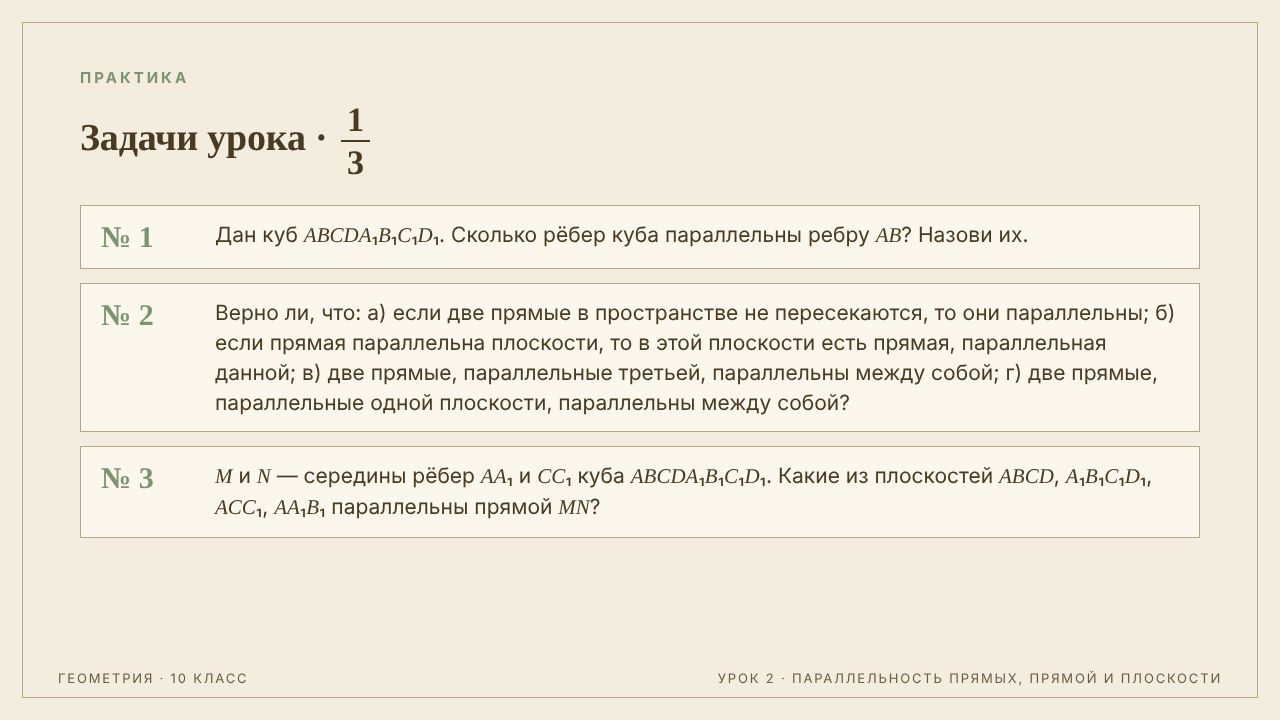 ПРАКТИКА
Задачи урока · 1/3
№ 1 Дан куб ABCDA₁B₁C₁D₁. Сколько рёбер куба параллельны ребру AB? Назови их.
№ 2 Верно ли, что: а) если две прямые в пространстве не пересекаются, то они параллельны; б)
если прямая параллельна плоскости, то в этой плоскости есть прямая, параллельная
данной; в) две прямые, параллельные третьей, параллельны между собой; г) две прямые,
параллельные одной плоскости, параллельны между собой?
№ 3 M и N — середины рёбер AA₁ и CC₁ куба ABCDA₁B₁C₁D₁. Какие из плоскостей ABCD, A₁B₁C₁D₁,
ACC₁, AA₁B₁ параллельны прямой MN?
ГЕОМЕТРИЯ · 10 КЛАСС
УРОК 2 · ПАРАЛЛЕЛЬНОСТЬ ПРЯМЫХ, ПРЯМОЙ И ПЛОСКОСТИ